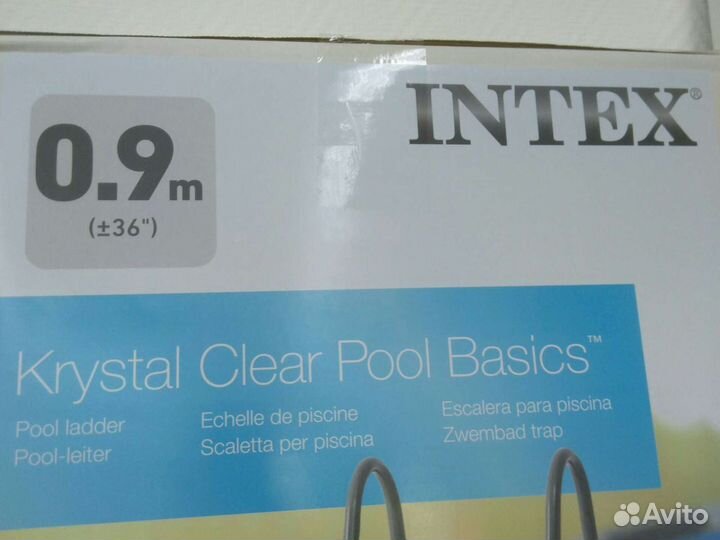 INTEX®
0.9m
(±36")
Krystal Clear Pool Basics™
Pool ladder
Pool-leiter
Echelle de piscine
Scaletta per piscina
Escalera para piscina
Zwembad trap
Avito